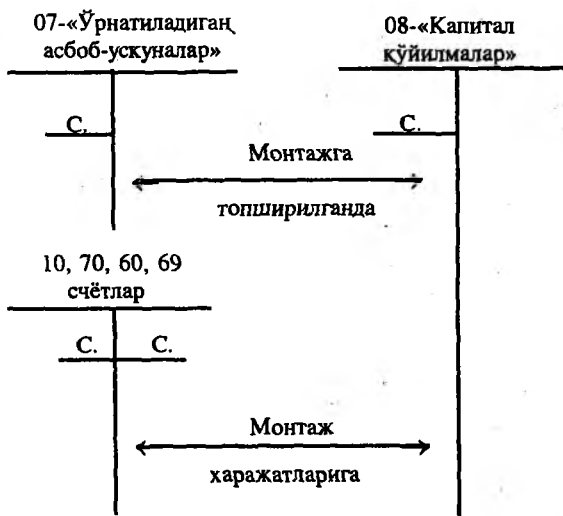 07-«Ўрнатиладиган
асбоб-ускуналар»
08-«Капитал
қўйилмалар»
С.
С.
Монтажга
топширилганда
10, 70, 60, 69
счётлар
С. С.
Монтаж
харажатларига